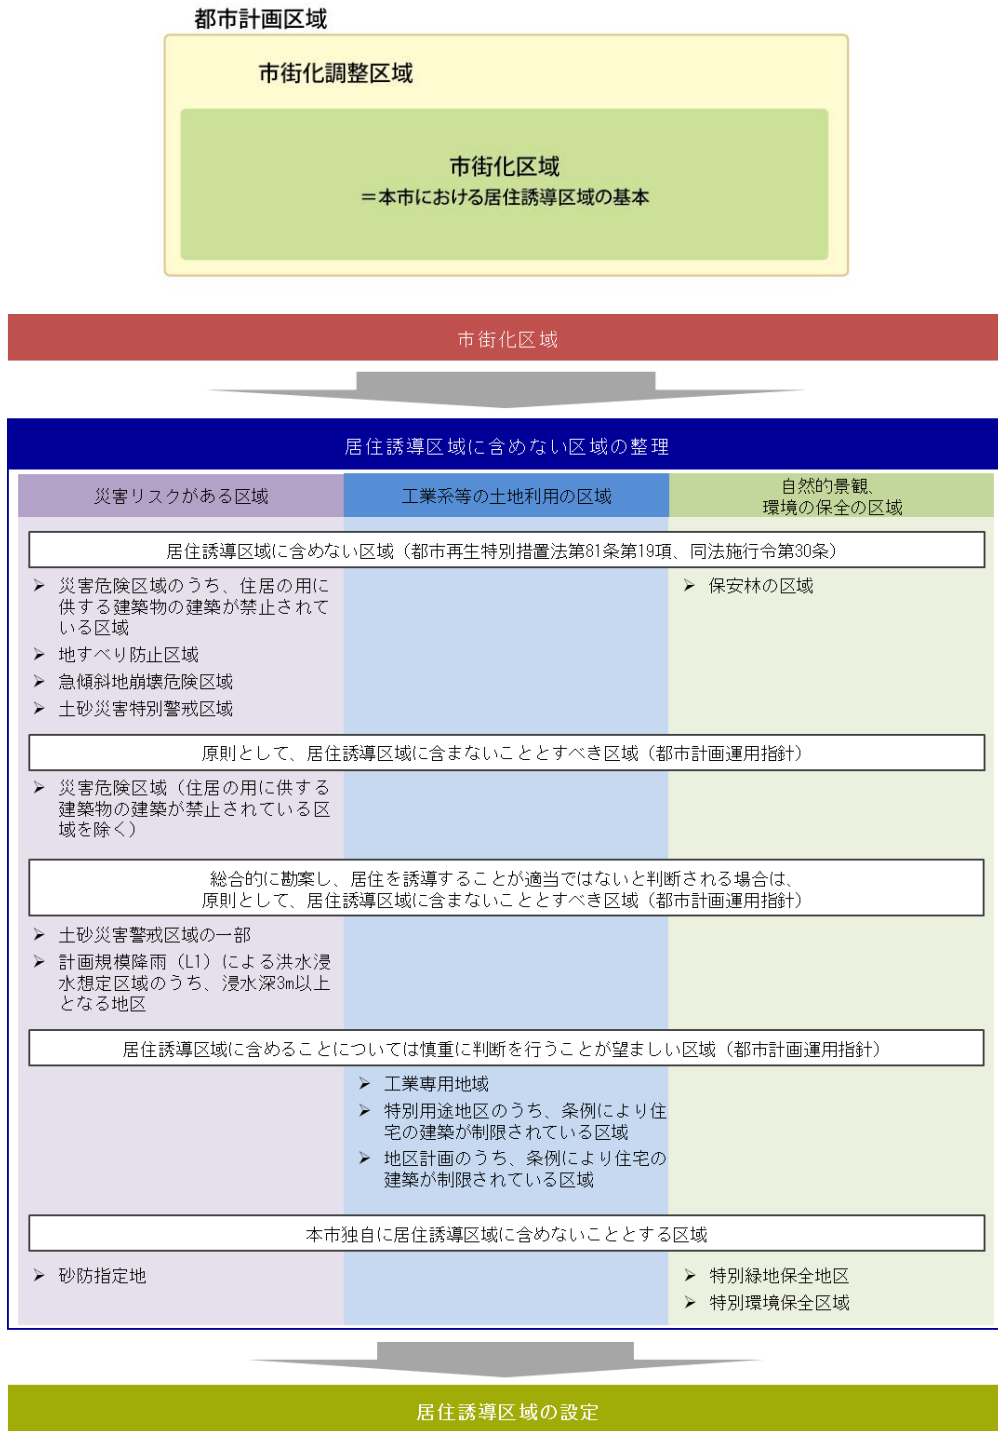 都市計画区域
市街化調整区域
市街化区域
＝本市における居住誘導区域の基本
市街化区域
居住誘導区域に含めない区域の整理
災害リスクがある区域
工業系等の土地利用の区域
自然的景観、
環境の保全の区域
居住誘導区域に含めない区域（都市再生特別措置法第81条第19項、同法施行令第30条）
➢ 災害危険区域のうち、住居の用に
供する建築物の建築が禁止されて
いる区域
➢ 地すべり防止区域
➢ 急傾斜地崩壊危険区域
➢ 土砂災害特別警戒区域
➢ 保安林の区域
原則として、居住誘導区域に含まないこととすべき区域（都市計画運用指針）
➢ 災害危険区域（住居の用に供する
建築物の建築が禁止されている区
域を除く）
総合的に勘案し、居住を誘導することが適当ではないと判断される場合は、
原則として、居住誘導区域に含まないこととすべき区域（都市計画運用指針）
➢ 土砂災害警戒区域の一部
➢ 計画規模降雨（L1）による洪水浸
水想定区域のうち、浸水深3m以上
となる地区
居住誘導区域に含めることについては慎重に判断を行うことが望ましい区域（都市計画運用指針）
➢ 工業専用地域
➢ 特別用途地区のうち、条例により住
宅の建築が制限されている区域
➢ 地区計画のうち、条例により住宅の
建築が制限されている区域
本市独自に居住誘導区域に含めないこととする区域
➢ 砂防指定地
➢ 特別緑地保全地区
➢ 特別環境保全区域
居住誘導区域の設定